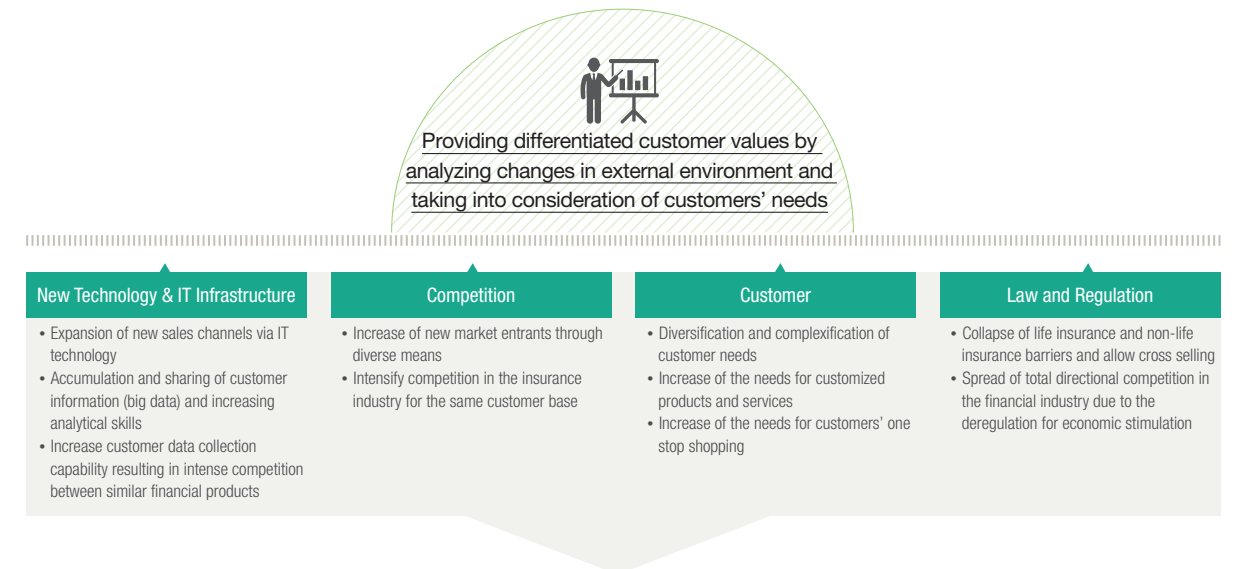 Providing differentiated customer values by
analyzing changes in external environment and
taking into consideration of customers' needs
New Technology & IT Infrastructure
• Expansion of new sales channels via IT
technology
• Accumulation and sharing of customer
information (big data) and increasing
analytical skills
• Increase customer data collection
capability resulting in intense competition
between similar financial products
Competition
• Increase of new market entrants through
diverse means
• Intensify competition in the insurance
industry for the same customer base
Customer
• Diversification and complexification of
customer needs
• Increase of the needs for customized
products and services
• Increase of the needs for customers' one
stop shopping
Law and Regulation
• Collapse of life insurance and non-life
insurance barriers and allow cross selling
• Spread of total directional competition in
the financial industry due to the
deregulation for economic stimulation